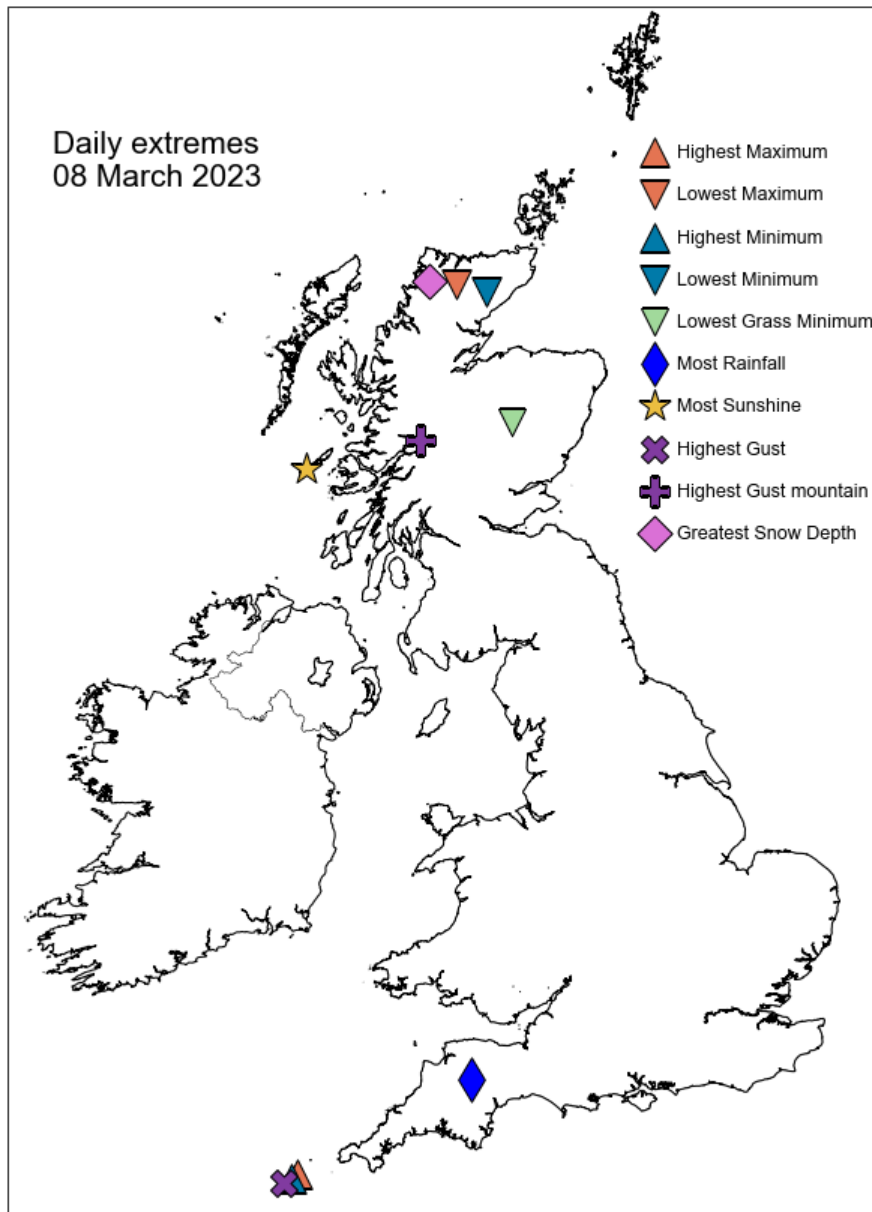 Daily extremes
08 March 2023
Highest Maximum
Lowest Maximum
Highest Minimum
Lowest Minimum
Lowest Grass Minimum
Most Rainfall
Most Sunshine
Highest Gust
Highest Gust mountain
Greatest Snow Depth